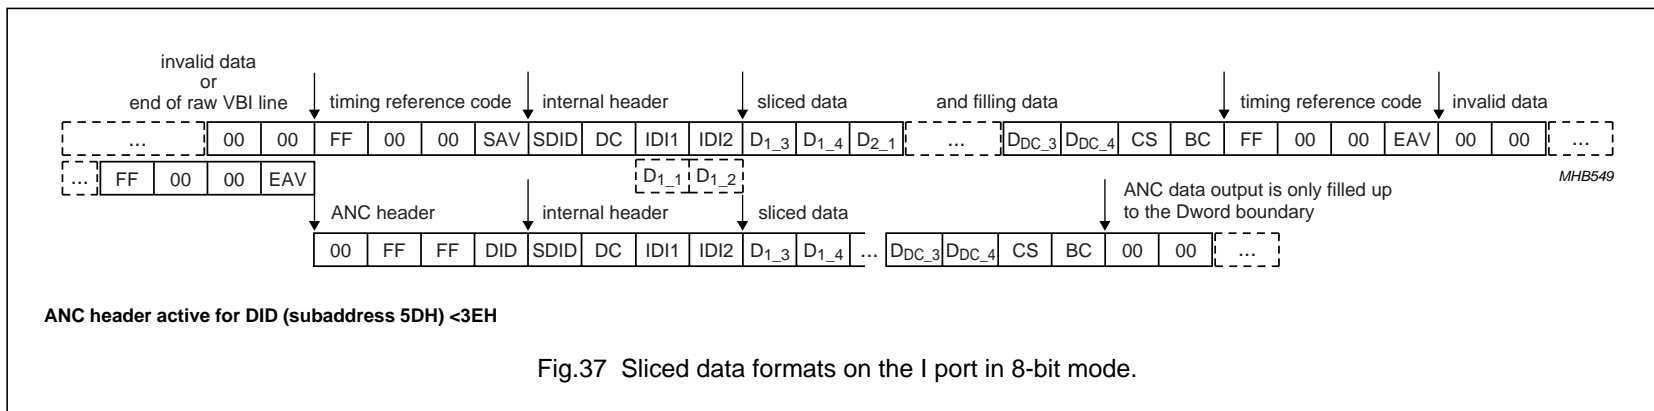 invalid data
or
end of raw VBI line
timing reference code
internal header
sliced data
and filling data
timing reference code
invalid data
... 00 00 FF 00 00 SAV SDID DC IDI1 IDI2 D1_3 D1_4 D2_1 ... DDC_3 DDC_4 CS BC FF 00 00 EAV 00 00 ...
... FF 00 00 EAV D1_1 D1_2
MHB549
ANC header
internal header
sliced data
ANC data output is only filled up
to the Dword boundary
00 FF FF DID SDID DC IDI1 IDI2 D1_3 D1_4 ... DDC_3 DDC_4 CS BC 00 00 ...
ANC header active for DID (subaddress 5DH) <3EH
Fig.37 Sliced data formats on the I port in 8-bit mode.